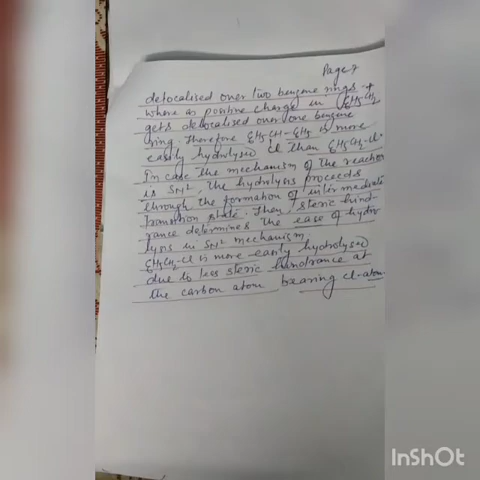 Page 7
delocalised over two benzene rings &
where as positive charge in C6H5CH2
gets delocalised over one benzene
ring. Therefore C6H5-CH-C6H5 is more
easily hydrolysed Cl than C6H5CH2-Cl.
In case the mechanism of the reaction
is SN2, the hydrolysis proceeds
through the formation of intermediate
transition state. Then, steric hind-
rance determines the ease of hydro
lysis in SN2 mechanism.
C6H5CH2-Cl is more easily hydrolysed
due to less steric hindrance at
the carbon atom bearing Cl-atom.
InShOt